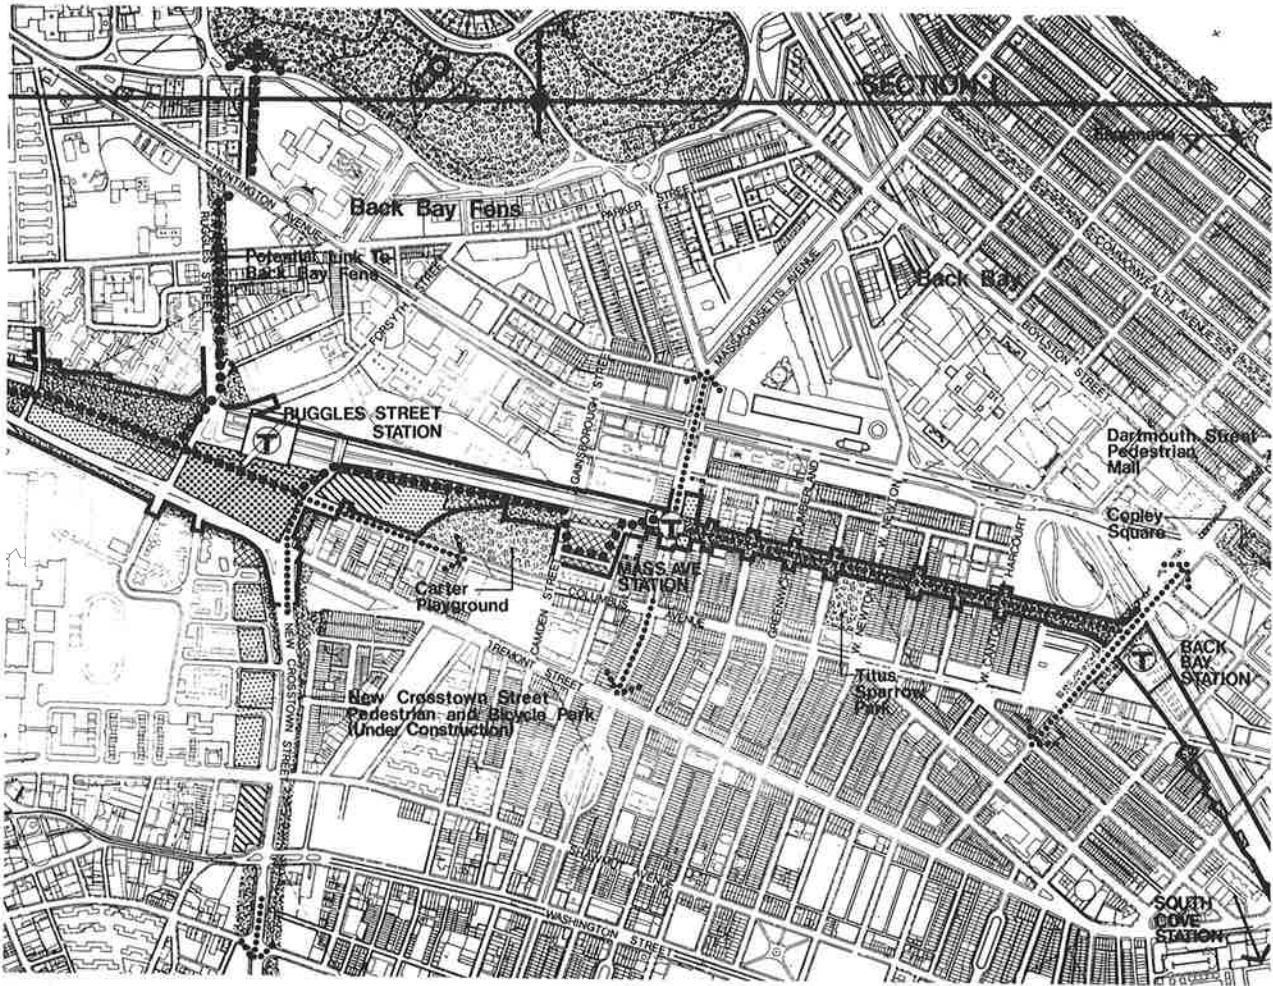 SECTION 1
Esplanade
HUNTINGTON AVENUE
Back Bay Fens
PARKER STREET
RUGGLES STREET
Potential Link To
Back Bay Fens
FORSYTH STREET
MASSACHUSETTS AVENUE
Back Bay
COMMONWEALTH AVENUE
BOYLSTON STREET
RUGGLES STREET
STATION
T
GAINSBOROUGH STREET
CUMBERLAND
W. NEWTON
HARCOURT
Dartmouth Street
Pedestrian
Mall
Copley
Square
T
MASS AVE
STATION
Carter
Playground
CAMDEN STREET
COLUMBUS AVENUE
GREENWICH
W. NEWTON
W. CANTON
TREMONT STREET
Titus
Sparrow
Park
T
BACK
BAY
STATION
NEW CROSSTOWN STREET
New Crosstown Street
Pedestrian and Bicycle Park
(Under Construction)
SHAWMUT AVENUE
WASHINGTON STREET
SOUTH
COVE
STATION